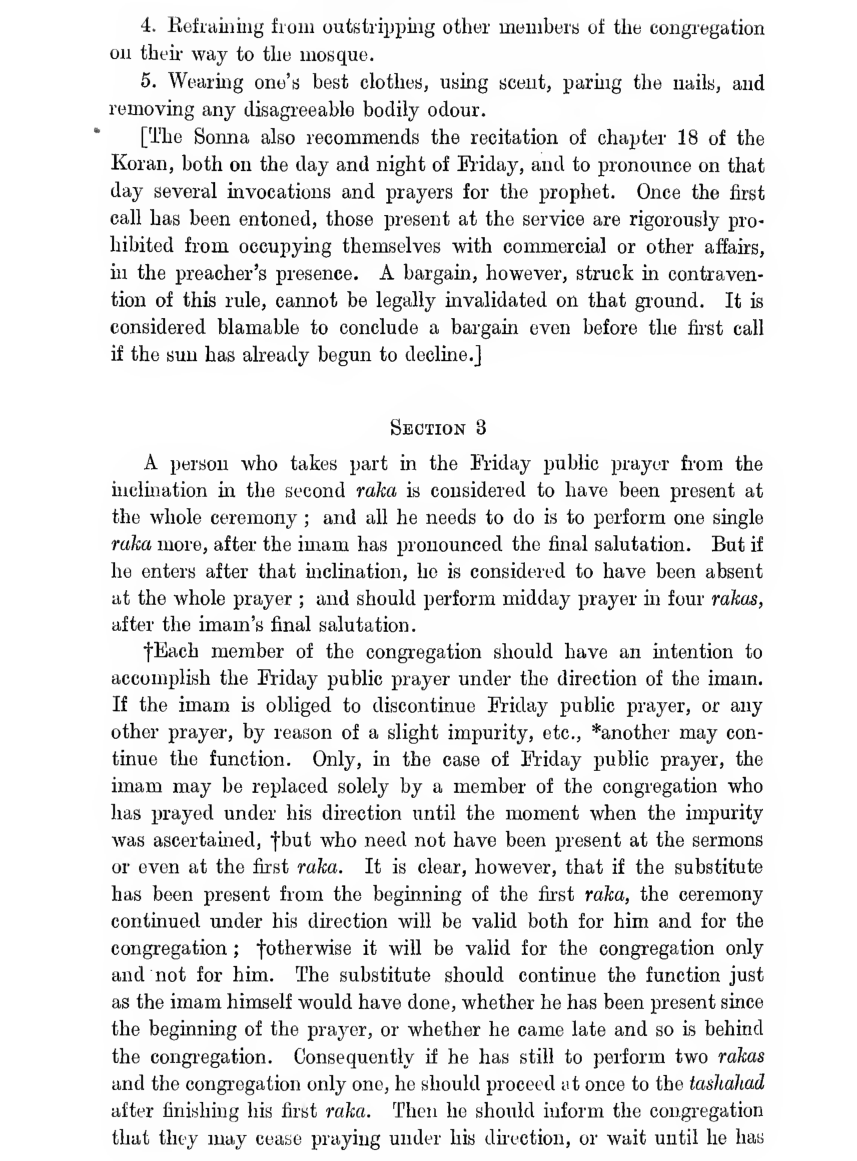 4. Refraining from outstripping other members of the congregation
on their way to the mosque.
5. Wearing one's best clothes, using scent, paring the nails, and
removing any disagreeable bodily odour.
[The Sonna also recommends the recitation of chapter 18 of the
Koran, both on the day and night of Friday, and to pronounce on that
day several invocations and prayers for the prophet. Once the first
call has been entoned, those present at the service are rigorously pro-
hibited from occupying themselves with commercial or other affairs,
in the preacher's presence. A bargain, however, struck in contraven-
tion of this rule, cannot be legally invalidated on that ground. It is
considered blamable to conclude a bargain even before the first call
if the sun has already begun to decline.]
SECTION 3
A person who takes part in the Friday public prayer from the
inclination in the second raka is considered to have been present at
the whole ceremony ; and all he needs to do is to perform one single
raka more, after the imam has pronounced the final salutation. But if
he enters after that inclination, he is considered to have been absent
at the whole prayer ; and should perform midday prayer in four rakas,
after the imam's final salutation.
†Each member of the congregation should have an intention to
accomplish the Friday public prayer under the direction of the imam.
If the imam is obliged to discontinue Friday public prayer, or any
other prayer, by reason of a slight impurity, etc., *another may con-
tinue the function. Only, in the case of Friday public prayer, the
imam may be replaced solely by a member of the congregation who
has prayed under his direction until the moment when the impurity
was ascertained, †but who need not have been present at the sermons
or even at the first raka. It is clear, however, that if the substitute
has been present from the beginning of the first raka, the ceremony
continued under his direction will be valid both for him and for the
congregation ; †otherwise it will be valid for the congregation only
and not for him. The substitute should continue the function just
as the imam himself would have done, whether he has been present since
the beginning of the prayer, or whether he came late and so is behind
the congregation. Consequently if he has still to perform two rakas
and the congregation only one, he should proceed at once to the tashahad
after finishing his first raka. Then he should inform the congregation
that they may cease praying under his direction, or wait until he has